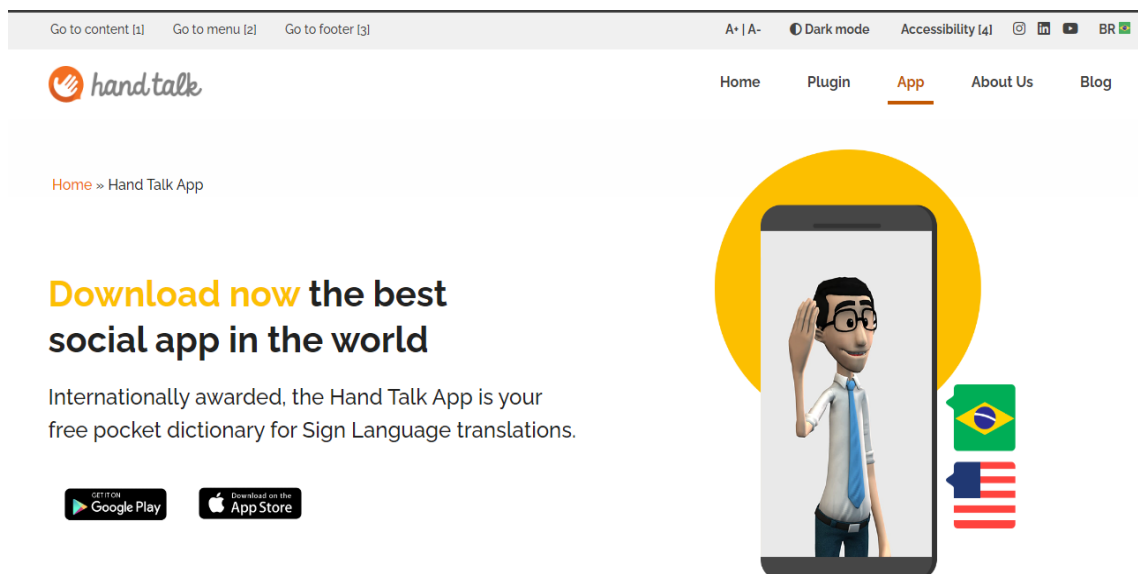 Go to content [1] Go to menu [2] Go to footer [3] A+ | A- Dark mode Accessibility [4] BR
hand talk Home Plugin App About Us Blog
Home » Hand Talk App
Download now the best
social app in the world
Internationally awarded, the Hand Talk App is your
free pocket dictionary for Sign Language translations.
GET IT ON Google Play Download on the App Store